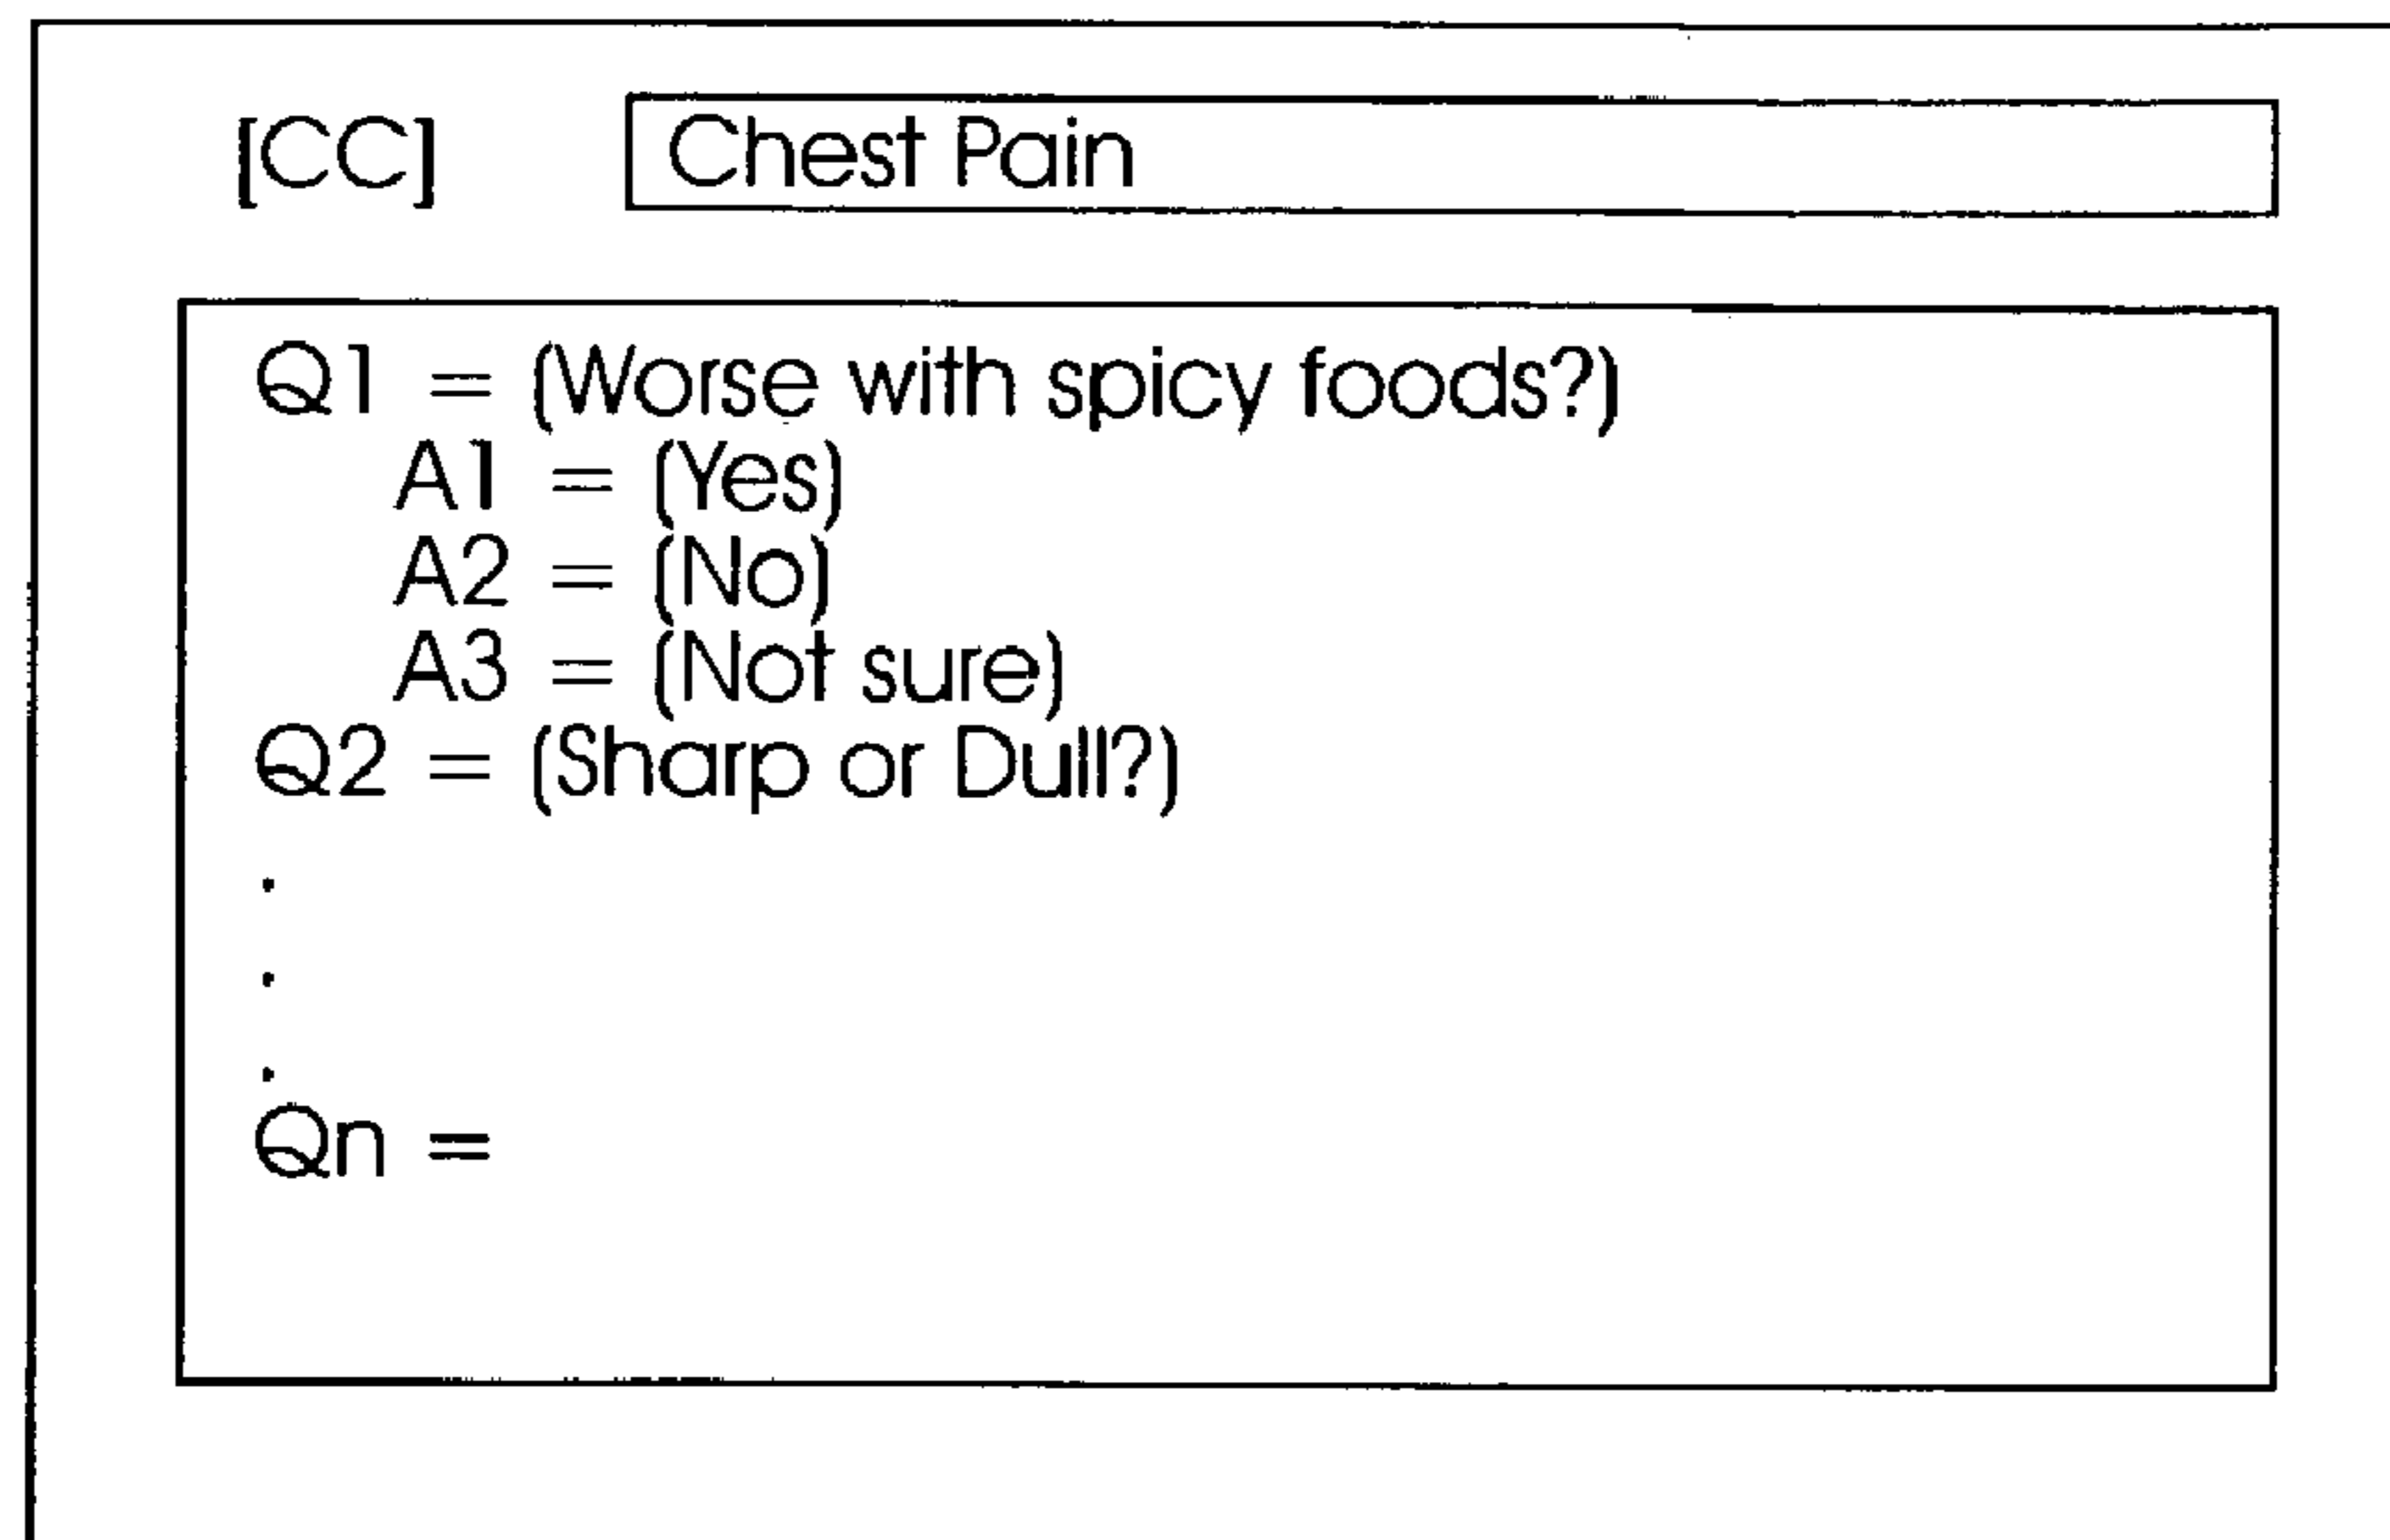 [CC] Chest Pain
Q1 = (Worse with spicy foods?)
A1 = (Yes)
A2 = (No)
A3 = (Not sure)
Q2 = (Sharp or Dull?)
.
.
.
Qn =